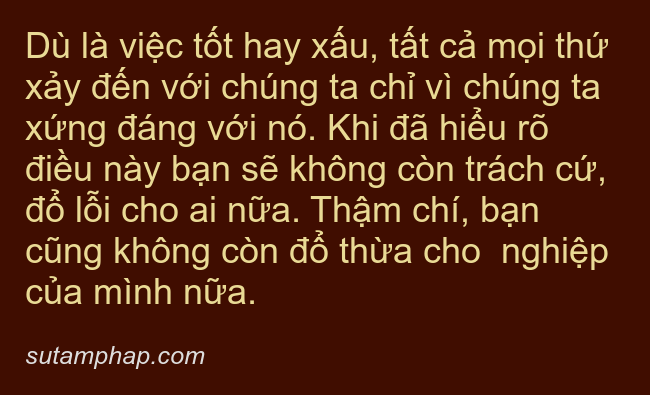 Dù là việc tốt hay xấu, tất cả mọi thứ
xảy đến với chúng ta chỉ vì chúng ta
xứng đáng với nó. Khi đã hiểu rõ
điều này bạn sẽ không còn trách cứ,
đổ lỗi cho ai nữa. Thậm chí, bạn
cũng không còn đổ thừa cho  nghiệp
của mình nữa.
sutamphap.com